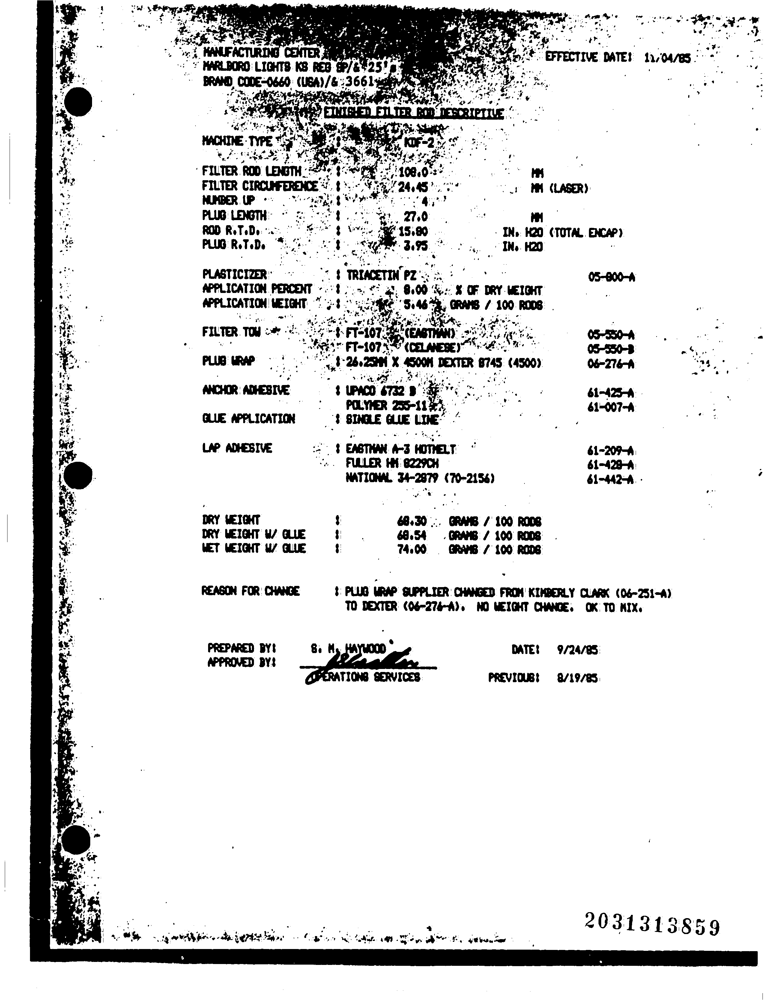 MANUFACTURING CENTER EFFECTIVE DATE: 11/04/85
MARLBORO LIGHTS KS REG SP/& 25'S
BRAND CODE-0660 (USA)/& 3661
FINISHED FILTER ROD DESCRIPTIVE
MACHINE TYPE : KDF-2
FILTER ROD LENGTH : 108.0 MM
FILTER CIRCUMFERENCE : 24.45 MM (LASER)
NUMBER UP : 4.
PLUG LENGTH : 27.0 MM
ROD R.T.D. : 15.80 IN. H2O (TOTAL ENCAP)
PLUG R.T.D. : 3.95 IN. H2O
PLASTICIZER : TRIACETIN PZ 05-800-A
APPLICATION PERCENT : 8.00 % OF DRY WEIGHT
APPLICATION WEIGHT : 5.46 GRAMS / 100 RODS
FILTER TOW : FT-107 (EASTMAN) 05-550-A
: FT-107 (CELANESE) 05-550-B
PLUG WRAP : 26.25MM X 4500M DEXTER 8745 (4500) 06-276-A
ANCHOR ADHESIVE : UPACO 6732 B 61-425-A
POLYMER 255-11 61-007-A
GLUE APPLICATION : SINGLE GLUE LINE
LAP ADHESIVE : EASTMAN A-3 HOTMELT 61-209-A
FULLER HM 8229CH 61-428-A
NATIONAL 34-2879 (70-2156) 61-442-A
DRY WEIGHT : 68.30 GRAMS / 100 RODS
DRY WEIGHT W/ GLUE : 68.54 GRAMS / 100 RODS
WET WEIGHT W/ GLUE : 74.00 GRAMS / 100 RODS
REASON FOR CHANGE : PLUG WRAP SUPPLIER CHANGED FROM KIMBERLY CLARK (06-251-A)
TO DEXTER (06-276-A). NO WEIGHT CHANGE. OK TO MIX.
PREPARED BY: S. M. HAYWOOD DATE: 9/24/85
APPROVED BY:
OPERATIONS SERVICES PREVIOUS: 8/19/85
2031313859